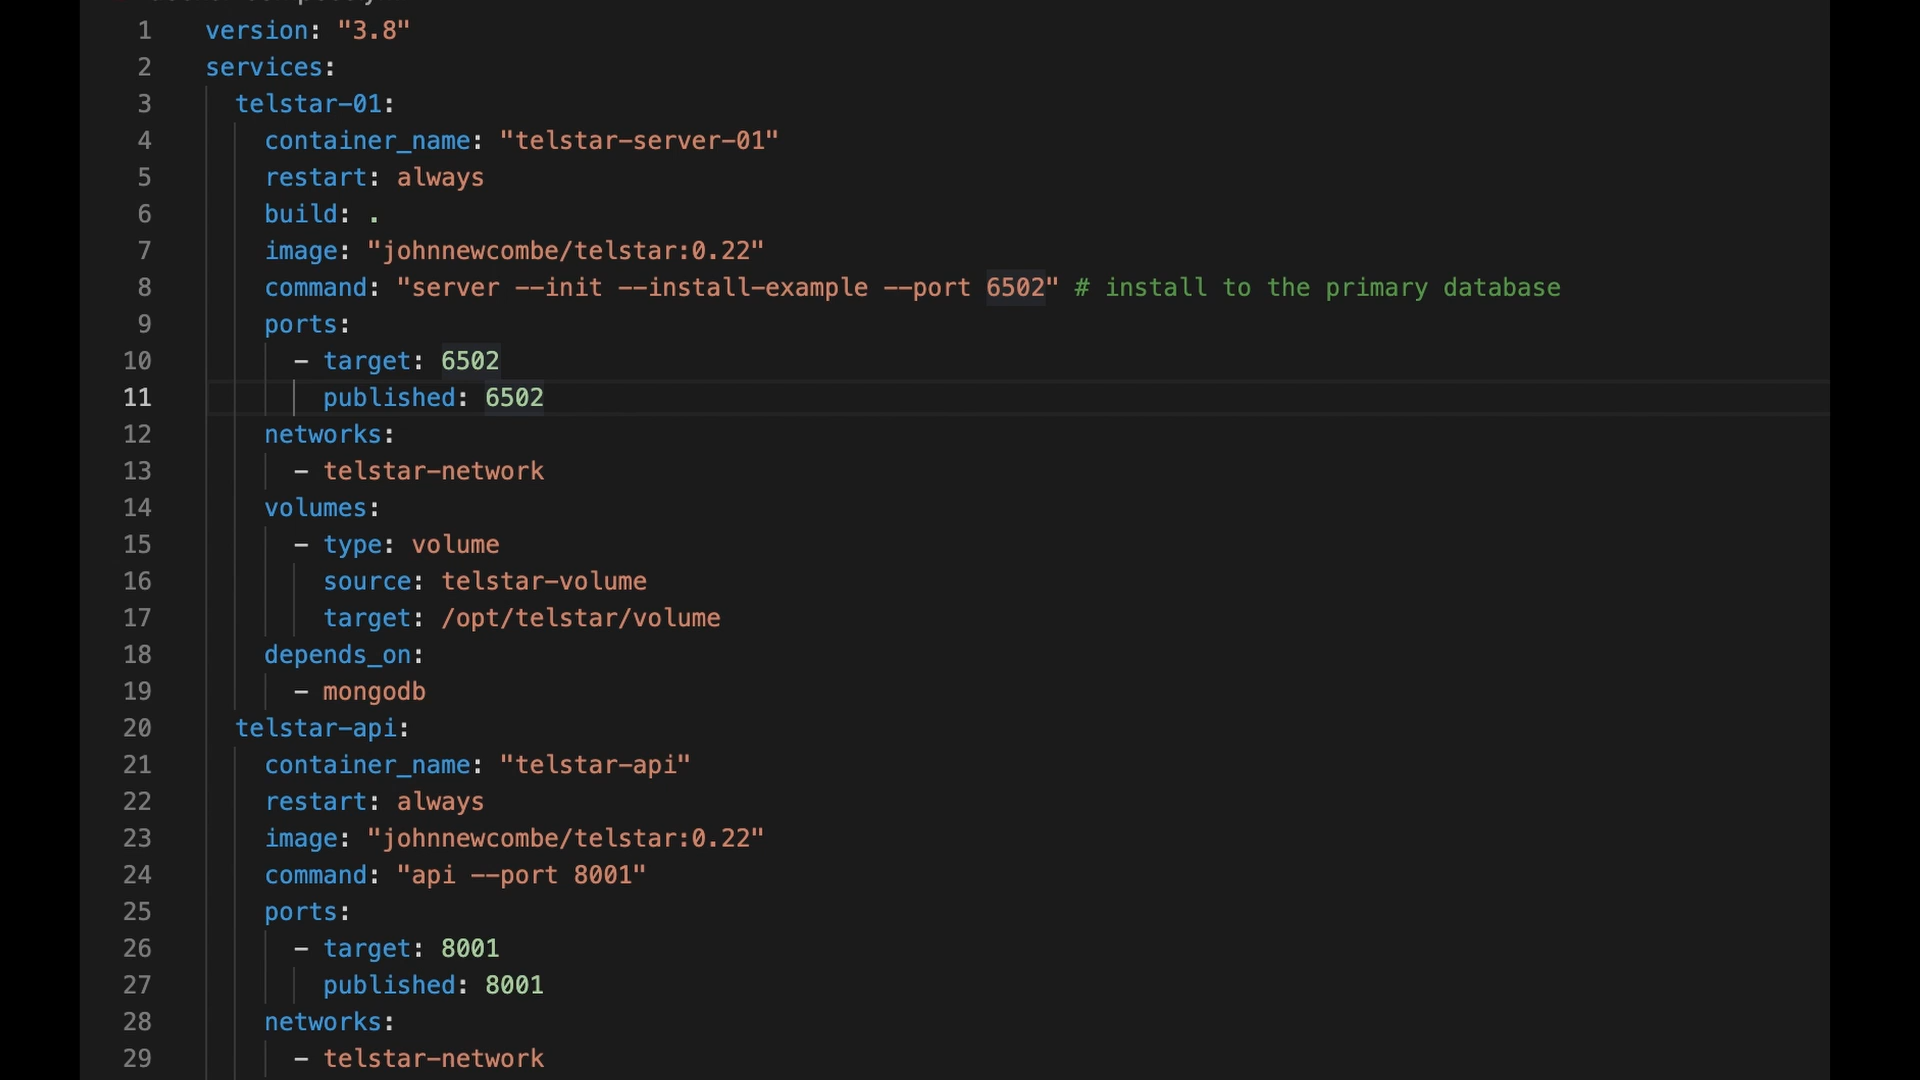 1 version: "3.8"
2 services:
3 telstar-01:
4 container_name: "telstar-server-01"
5 restart: always
6 build: .
7 image: "johnnewcombe/telstar:0.22"
8 command: "server --init --install-example --port 6502" # install to the primary database
9 ports:
10 - target: 6502
11 published: 6502
12 networks:
13 - telstar-network
14 volumes:
15 - type: volume
16 source: telstar-volume
17 target: /opt/telstar/volume
18 depends_on:
19 - mongodb
20 telstar-api:
21 container_name: "telstar-api"
22 restart: always
23 image: "johnnewcombe/telstar:0.22"
24 command: "api --port 8001"
25 ports:
26 - target: 8001
27 published: 8001
28 networks:
29 - telstar-network